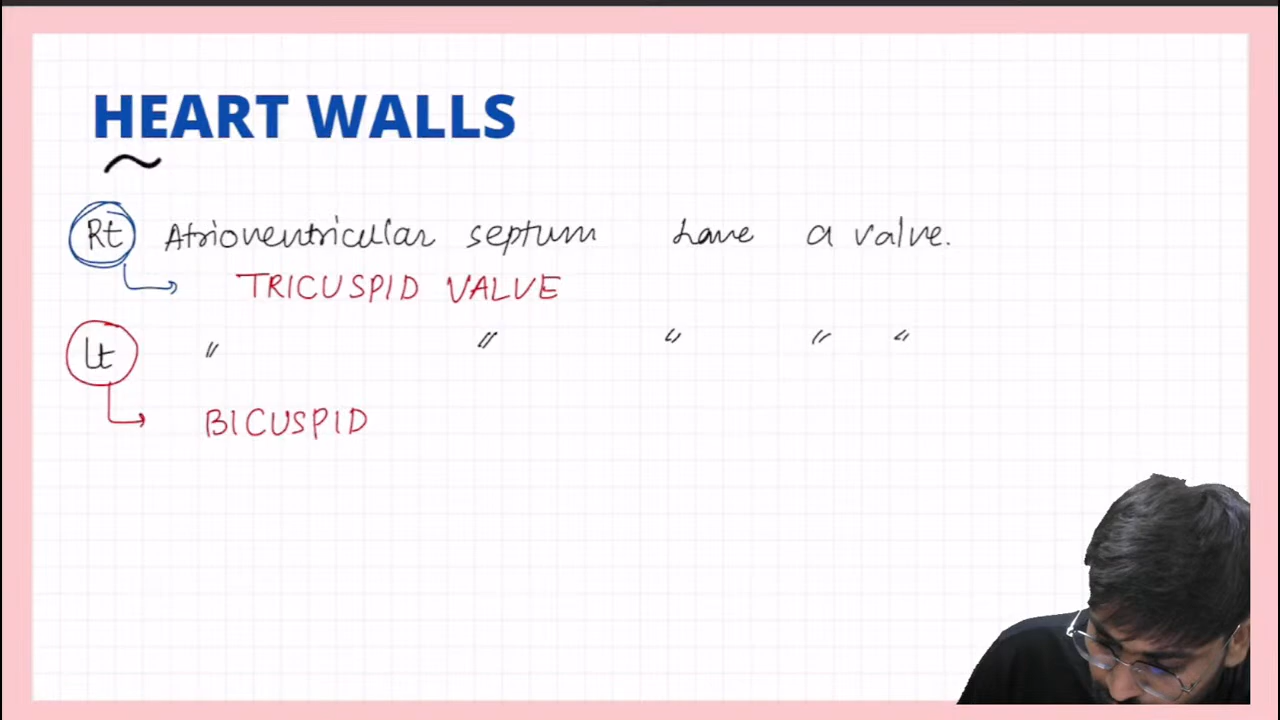 HEART WALLS
Rt Atrioventricular septum have a valve.
TRICUSPID VALVE
Lt " " " " "
BICUSPID